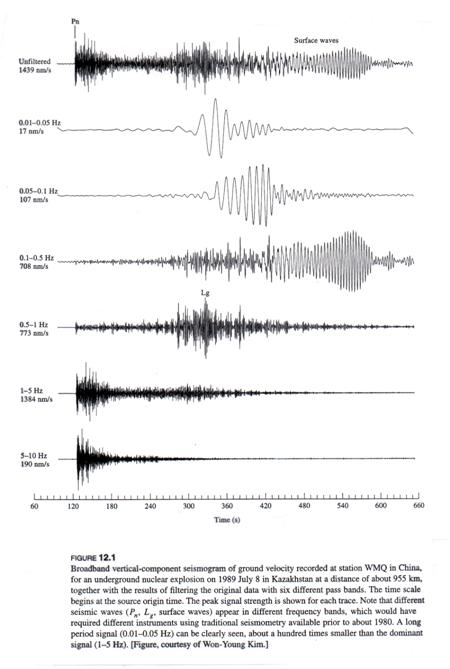 Pn
Surface waves
Unfiltered
1439 nm/s
0.01–0.05 Hz
17 nm/s
0.05–0.1 Hz
107 nm/s
0.1–0.5 Hz
708 nm/s
Lg
0.5–1 Hz
773 nm/s
1–5 Hz
1384 nm/s
5–10 Hz
190 nm/s
60 120 180 240 300 360 420 480 540 600 660
Time (s)
FIGURE 12.1
Broadband vertical-component seismogram of ground velocity recorded at station WMQ in China,
for an underground nuclear explosion on 1989 July 8 in Kazakhstan at a distance of about 955 km,
together with the results of filtering the original data with six different pass bands. The time scale
begins at the source origin time. The peak signal strength is shown for each trace. Note that different
seismic waves (Pn, Lg, surface waves) appear in different frequency bands, which would have
required different instruments using traditional seismometry available prior to about 1980. A long
period signal (0.01–0.05 Hz) can be clearly seen, about a hundred times smaller than the dominant
signal (1–5 Hz). [Figure, courtesy of Won-Young Kim.]